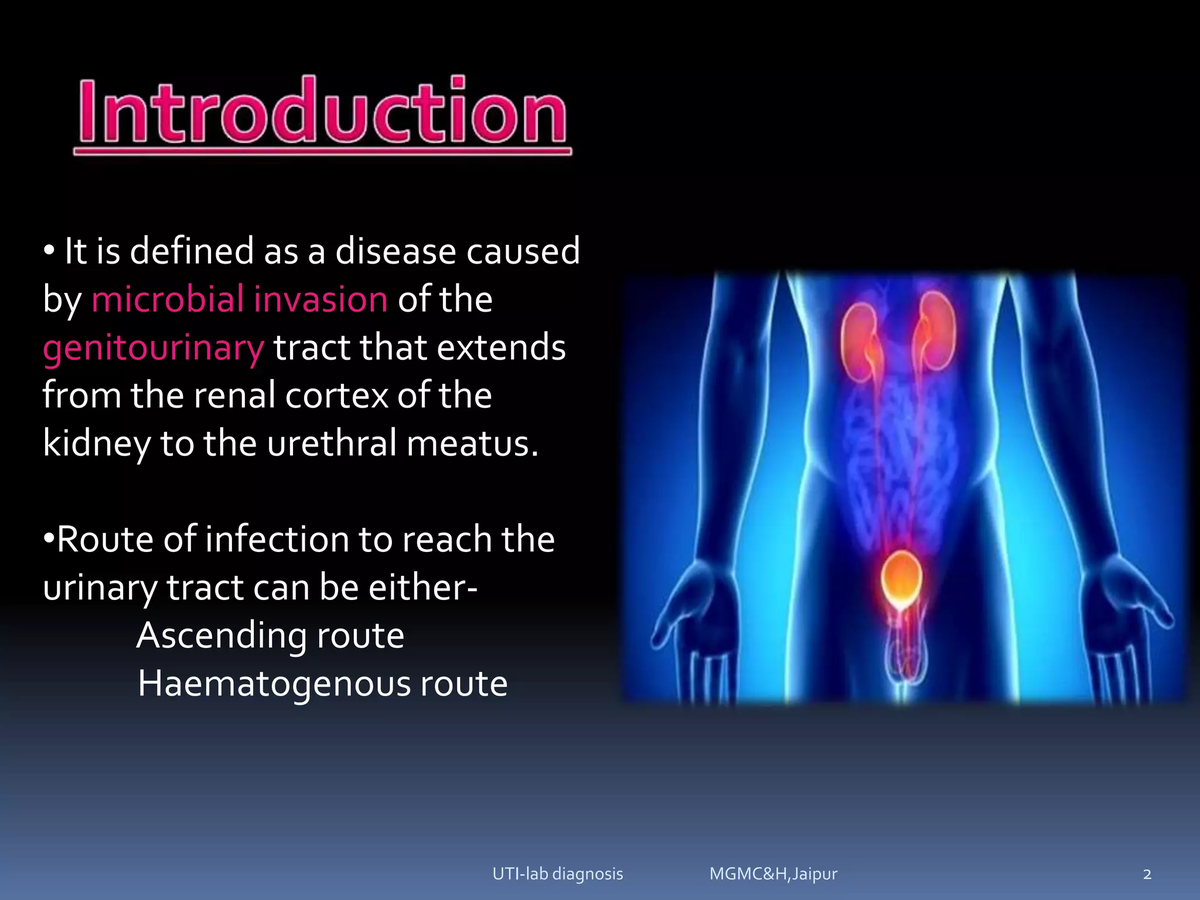 Introduction
• It is defined as a disease caused
by microbial invasion of the
genitourinary tract that extends
from the renal cortex of the
kidney to the urethral meatus.
•Route of infection to reach the
urinary tract can be either-
Ascending route
Haematogenous route
UTI-lab diagnosis MGMC&H,Jaipur 2